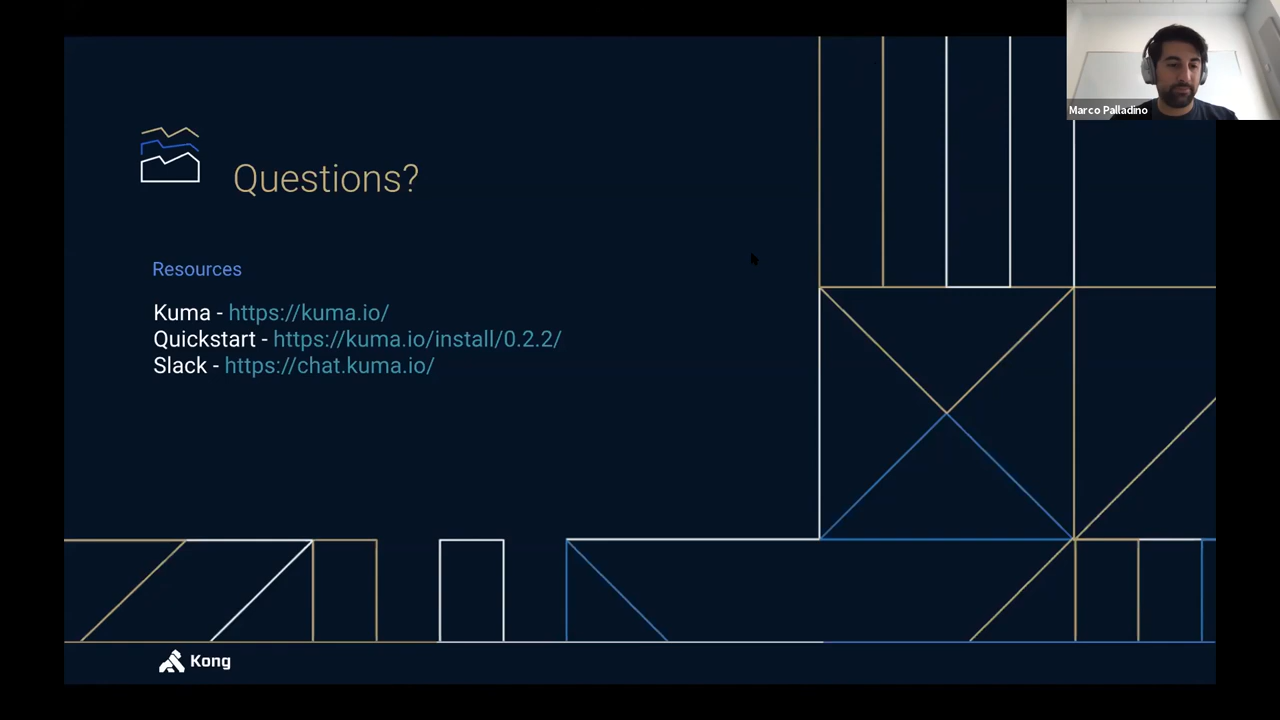 Marco Palladino
Questions?
Resources
Kuma - https://kuma.io/
Quickstart - https://kuma.io/install/0.2.2/
Slack - https://chat.kuma.io/
Kong